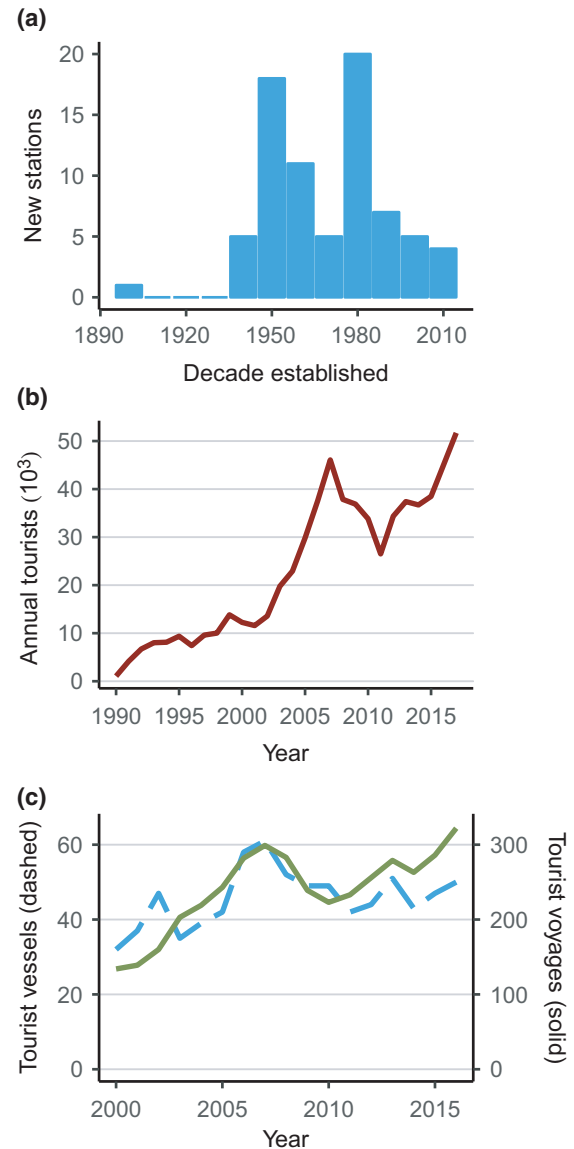 (a)
New stations
20
15
10
5
0
1890 1920 1950 1980 2010
Decade established
(b)
Annual tourists (10³)
50
40
30
20
10
0
1990 1995 2000 2005 2010 2015
Year
(c)
Tourist vessels (dashed)
60
40
20
0
300
200
100
0
Tourist voyages (solid)
2000 2005 2010 2015
Year